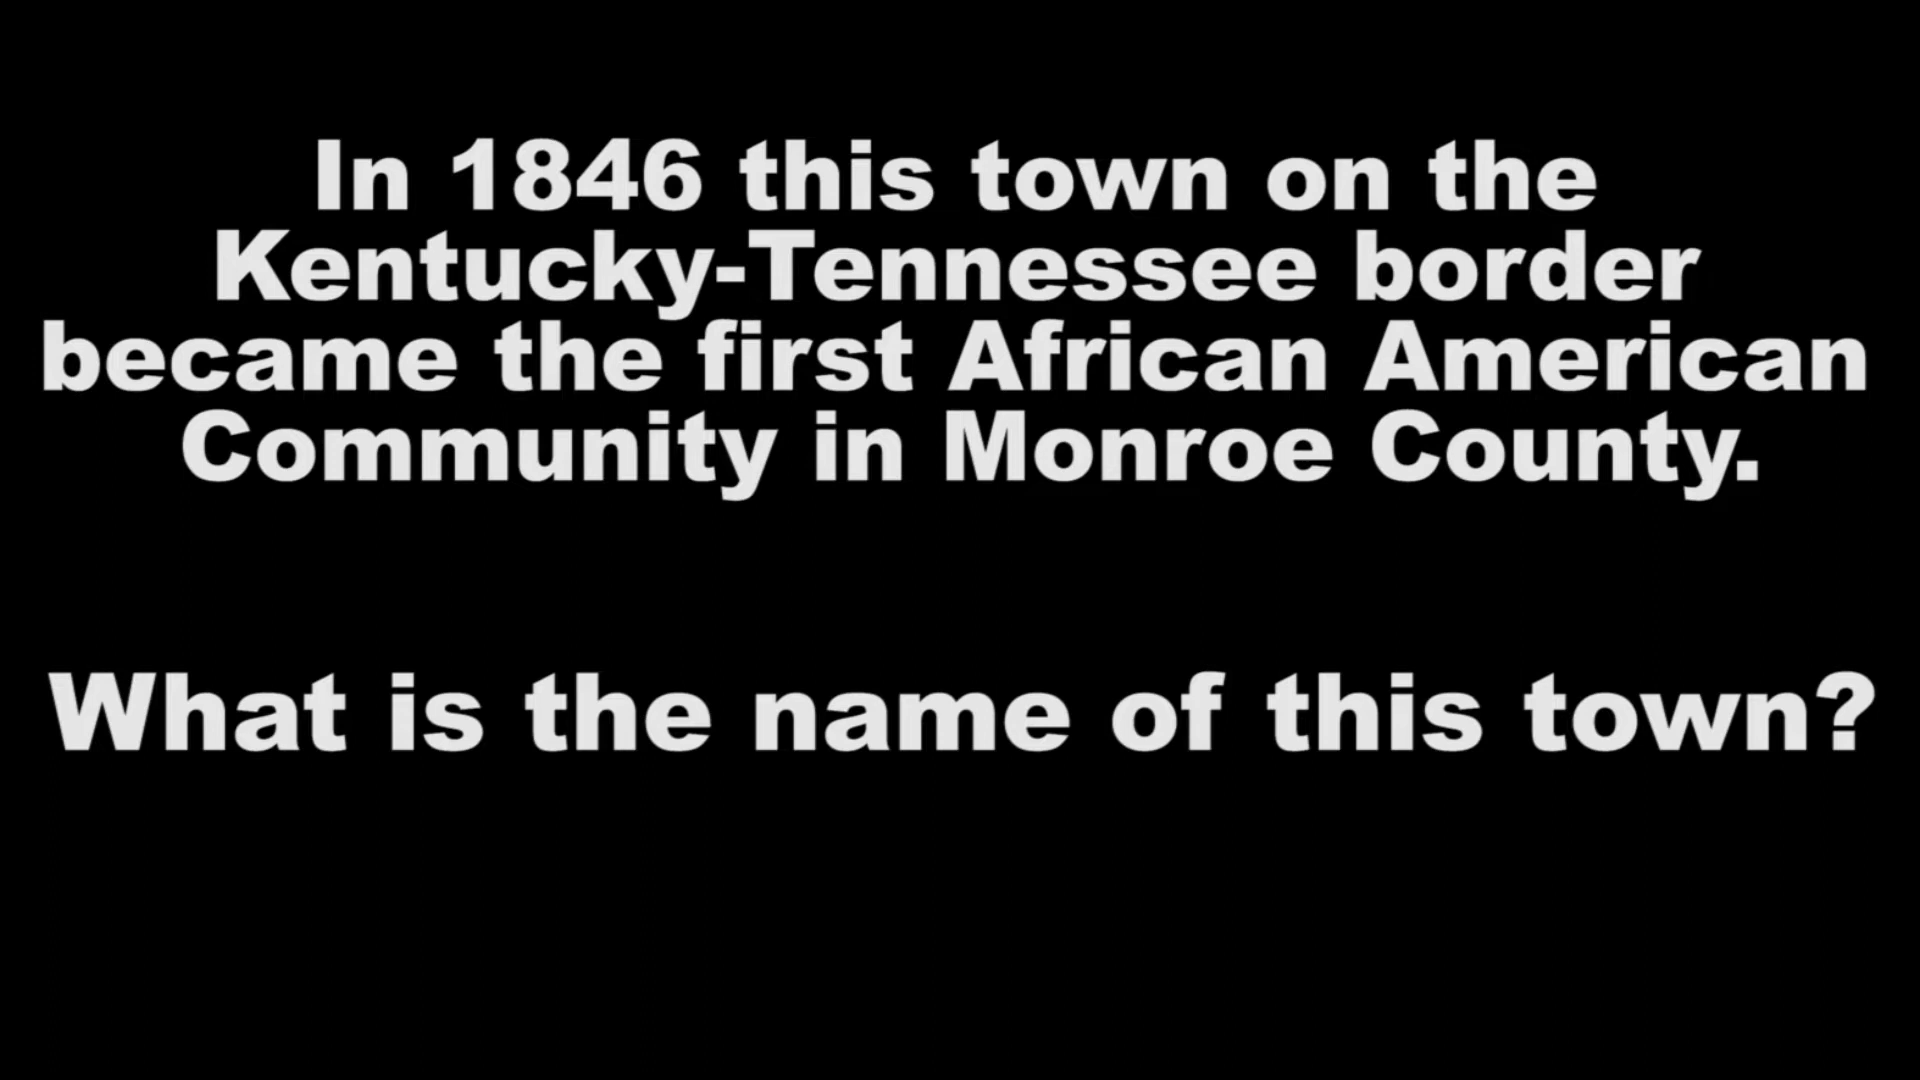 In 1846 this town on the
Kentucky-Tennessee border
became the first African American
Community in Monroe County.
What is the name of this town?